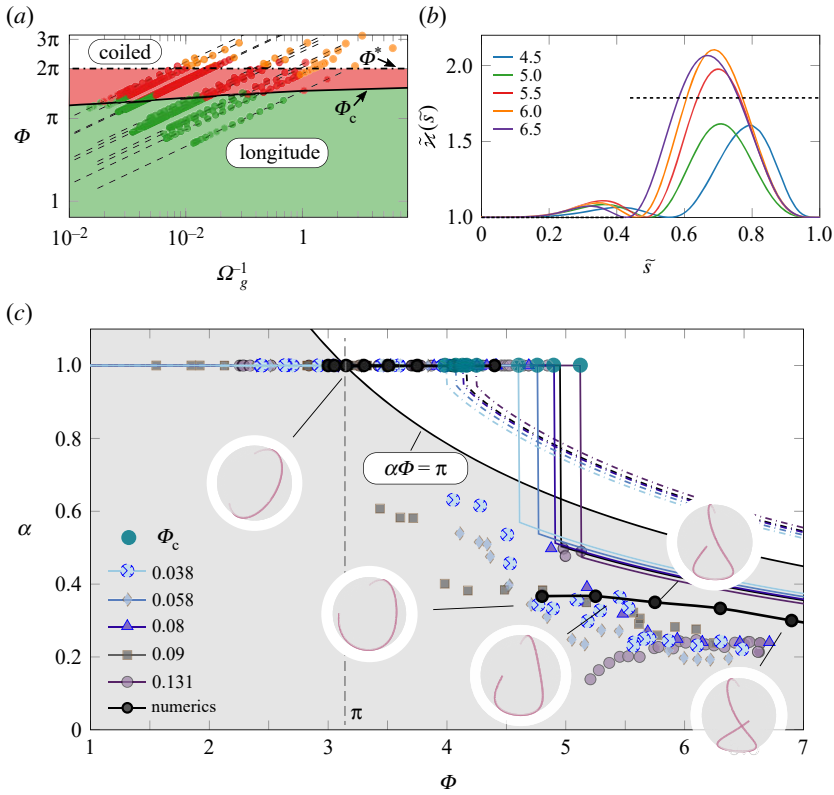 (a)
3π
2π
π
1
Φ
coiled
Φ*
Φc
longitude
10⁻²
10⁻²
1
Ωg⁻¹
(b)
2.0
1.5
1.0
ϰ̃(s̃)
4.5
5.0
5.5
6.0
6.5
0
0.2
0.4
0.6
0.8
1.0
s̃
(c)
1.0
0.8
0.6
0.4
0.2
0
α
αΦ = π
Φc
0.038
0.058
0.08
0.09
0.131
numerics
π
1
2
3
4
5
6
7
Φ